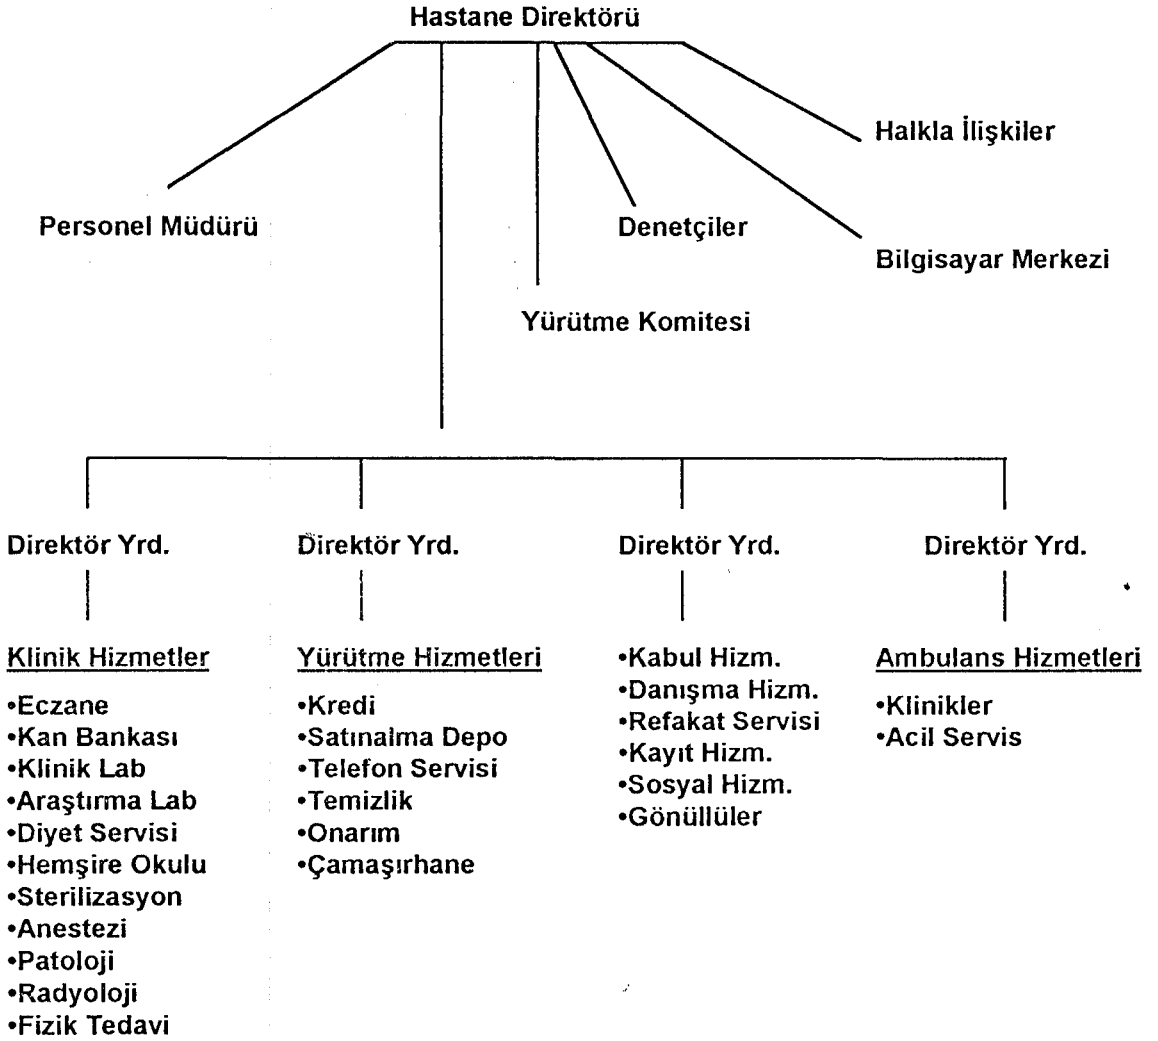 Hastane Direktörü
Halkla İlişkiler
Personel Müdürü
Denetçiler
Bilgisayar Merkezi
Yürütme Komitesi
Direktör Yrd.
Direktör Yrd.
Direktör Yrd.
Direktör Yrd.
Klinik Hizmetler
•Eczane
•Kan Bankası
•Klinik Lab
•Araştırma Lab
•Diyet Servisi
•Hemşire Okulu
•Sterilizasyon
•Anestezi
•Patoloji
•Radyoloji
•Fizik Tedavi
Yürütme Hizmetleri
•Kredi
•Satınalma Depo
•Telefon Servisi
•Temizlik
•Onarım
•Çamaşırhane
•Kabul Hizm.
•Danışma Hizm.
•Refakat Servisi
•Kayıt Hizm.
•Sosyal Hizm.
•Gönüllüler
Ambulans Hizmetleri
•Klinikler
•Acil Servis